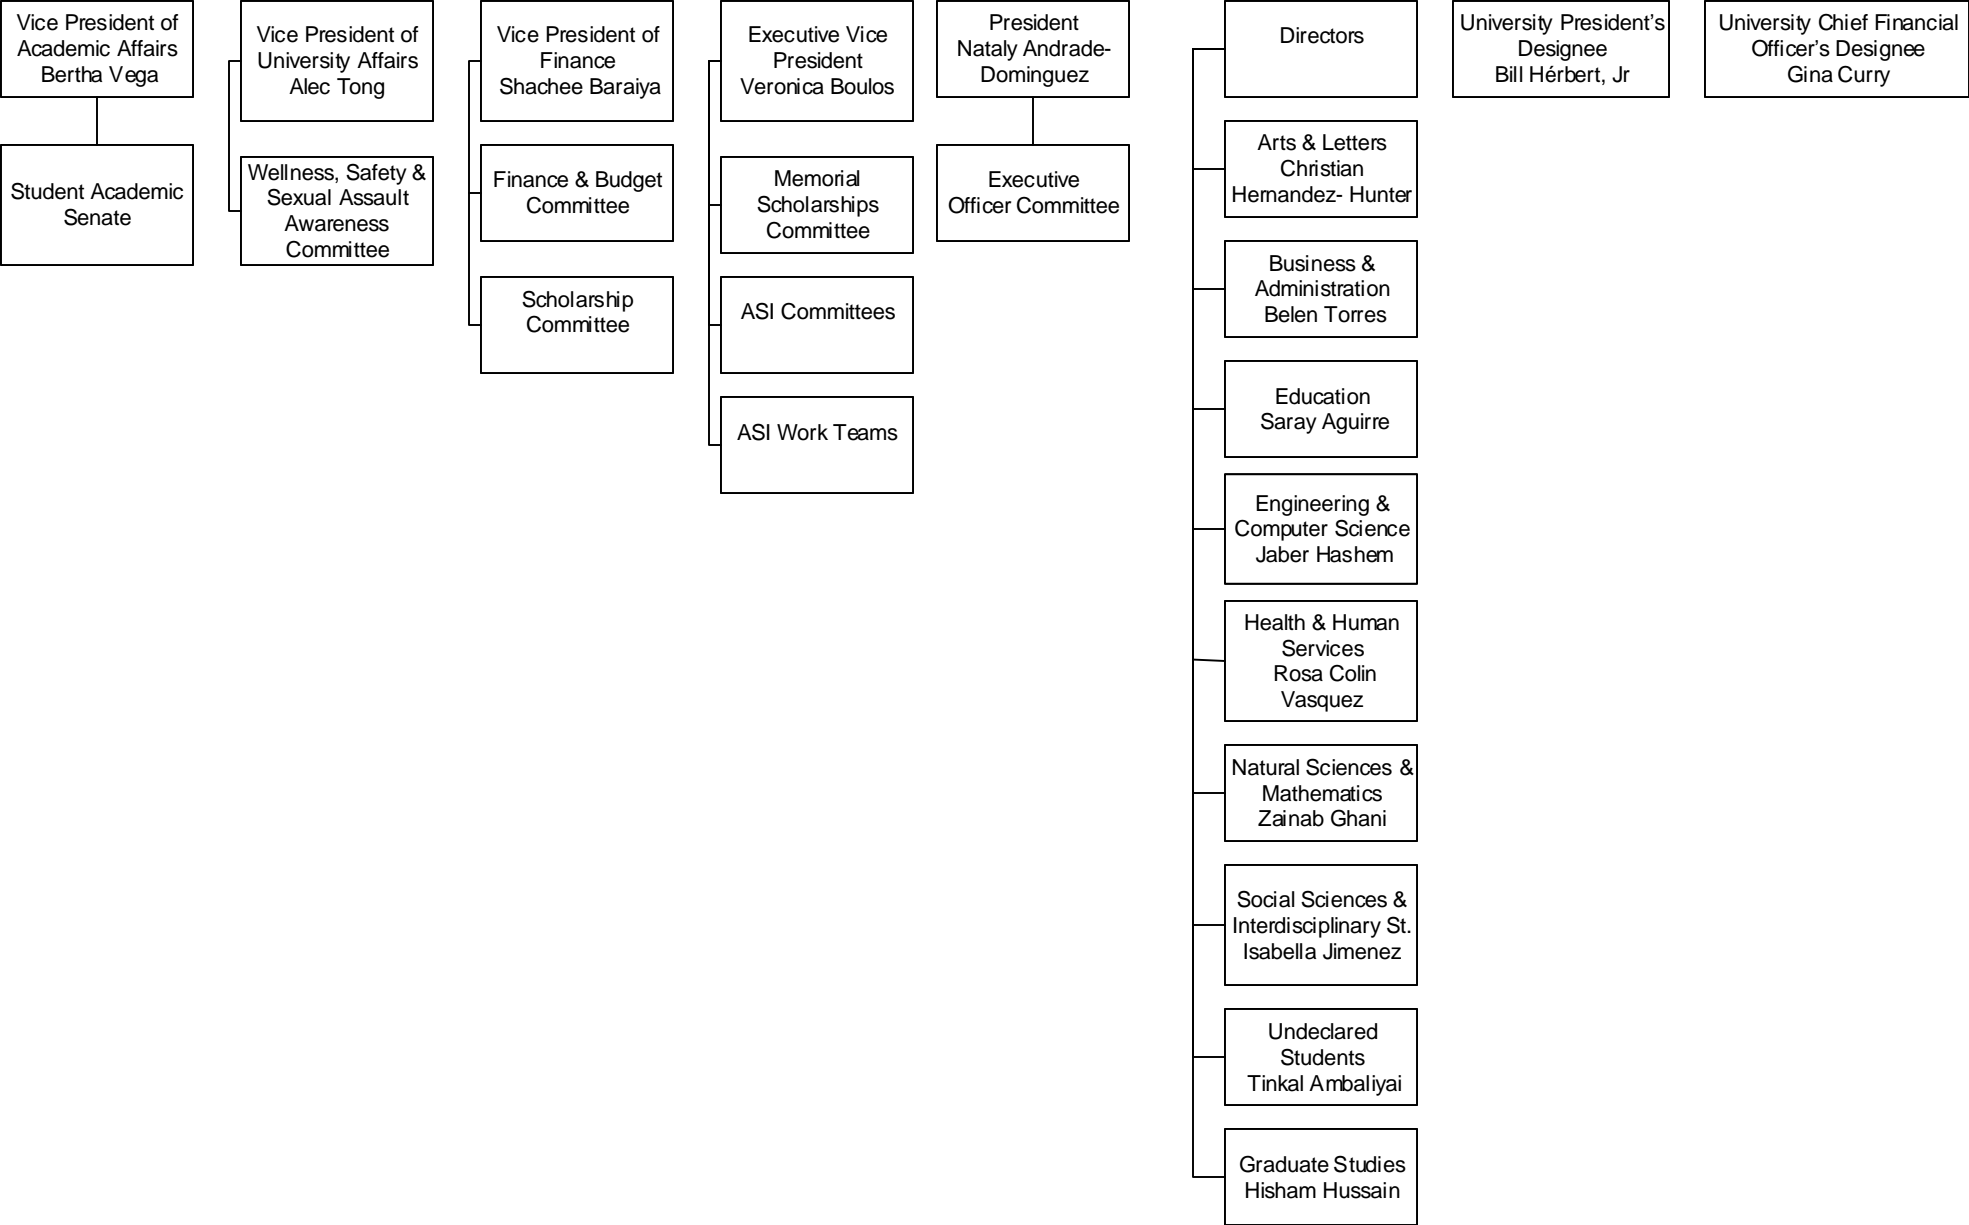 Vice President of
Academic Affairs
Bertha Vega
Student Academic
Senate
Vice President of
University Affairs
Alec Tong
Wellness, Safety &
Sexual Assault
Awareness
Committee
Vice President of
Finance
Shachee Baraiya
Finance & Budget
Committee
Scholarship
Committee
Executive Vice
President
Veronica Boulos
Memorial
Scholarships
Committee
ASI Committees
ASI Work Teams
President
Nataly Andrade-
Dominguez
Executive
Officer Committee
Directors
Arts & Letters
Christian
Hernandez- Hunter
Business &
Administration
Belen Torres
Education
Saray Aguirre
Engineering &
Computer Science
Jaber Hashem
Health & Human
Services
Rosa Colin
Vasquez
Natural Sciences &
Mathematics
Zainab Ghani
Social Sciences &
Interdisciplinary St.
Isabella Jimenez
Undeclared
Students
Tinkal Ambaliyai
Graduate Studies
Hisham Hussain
University President’s
Designee
Bill Hérbert, Jr
University Chief Financial
Officer’s Designee
Gina Curry